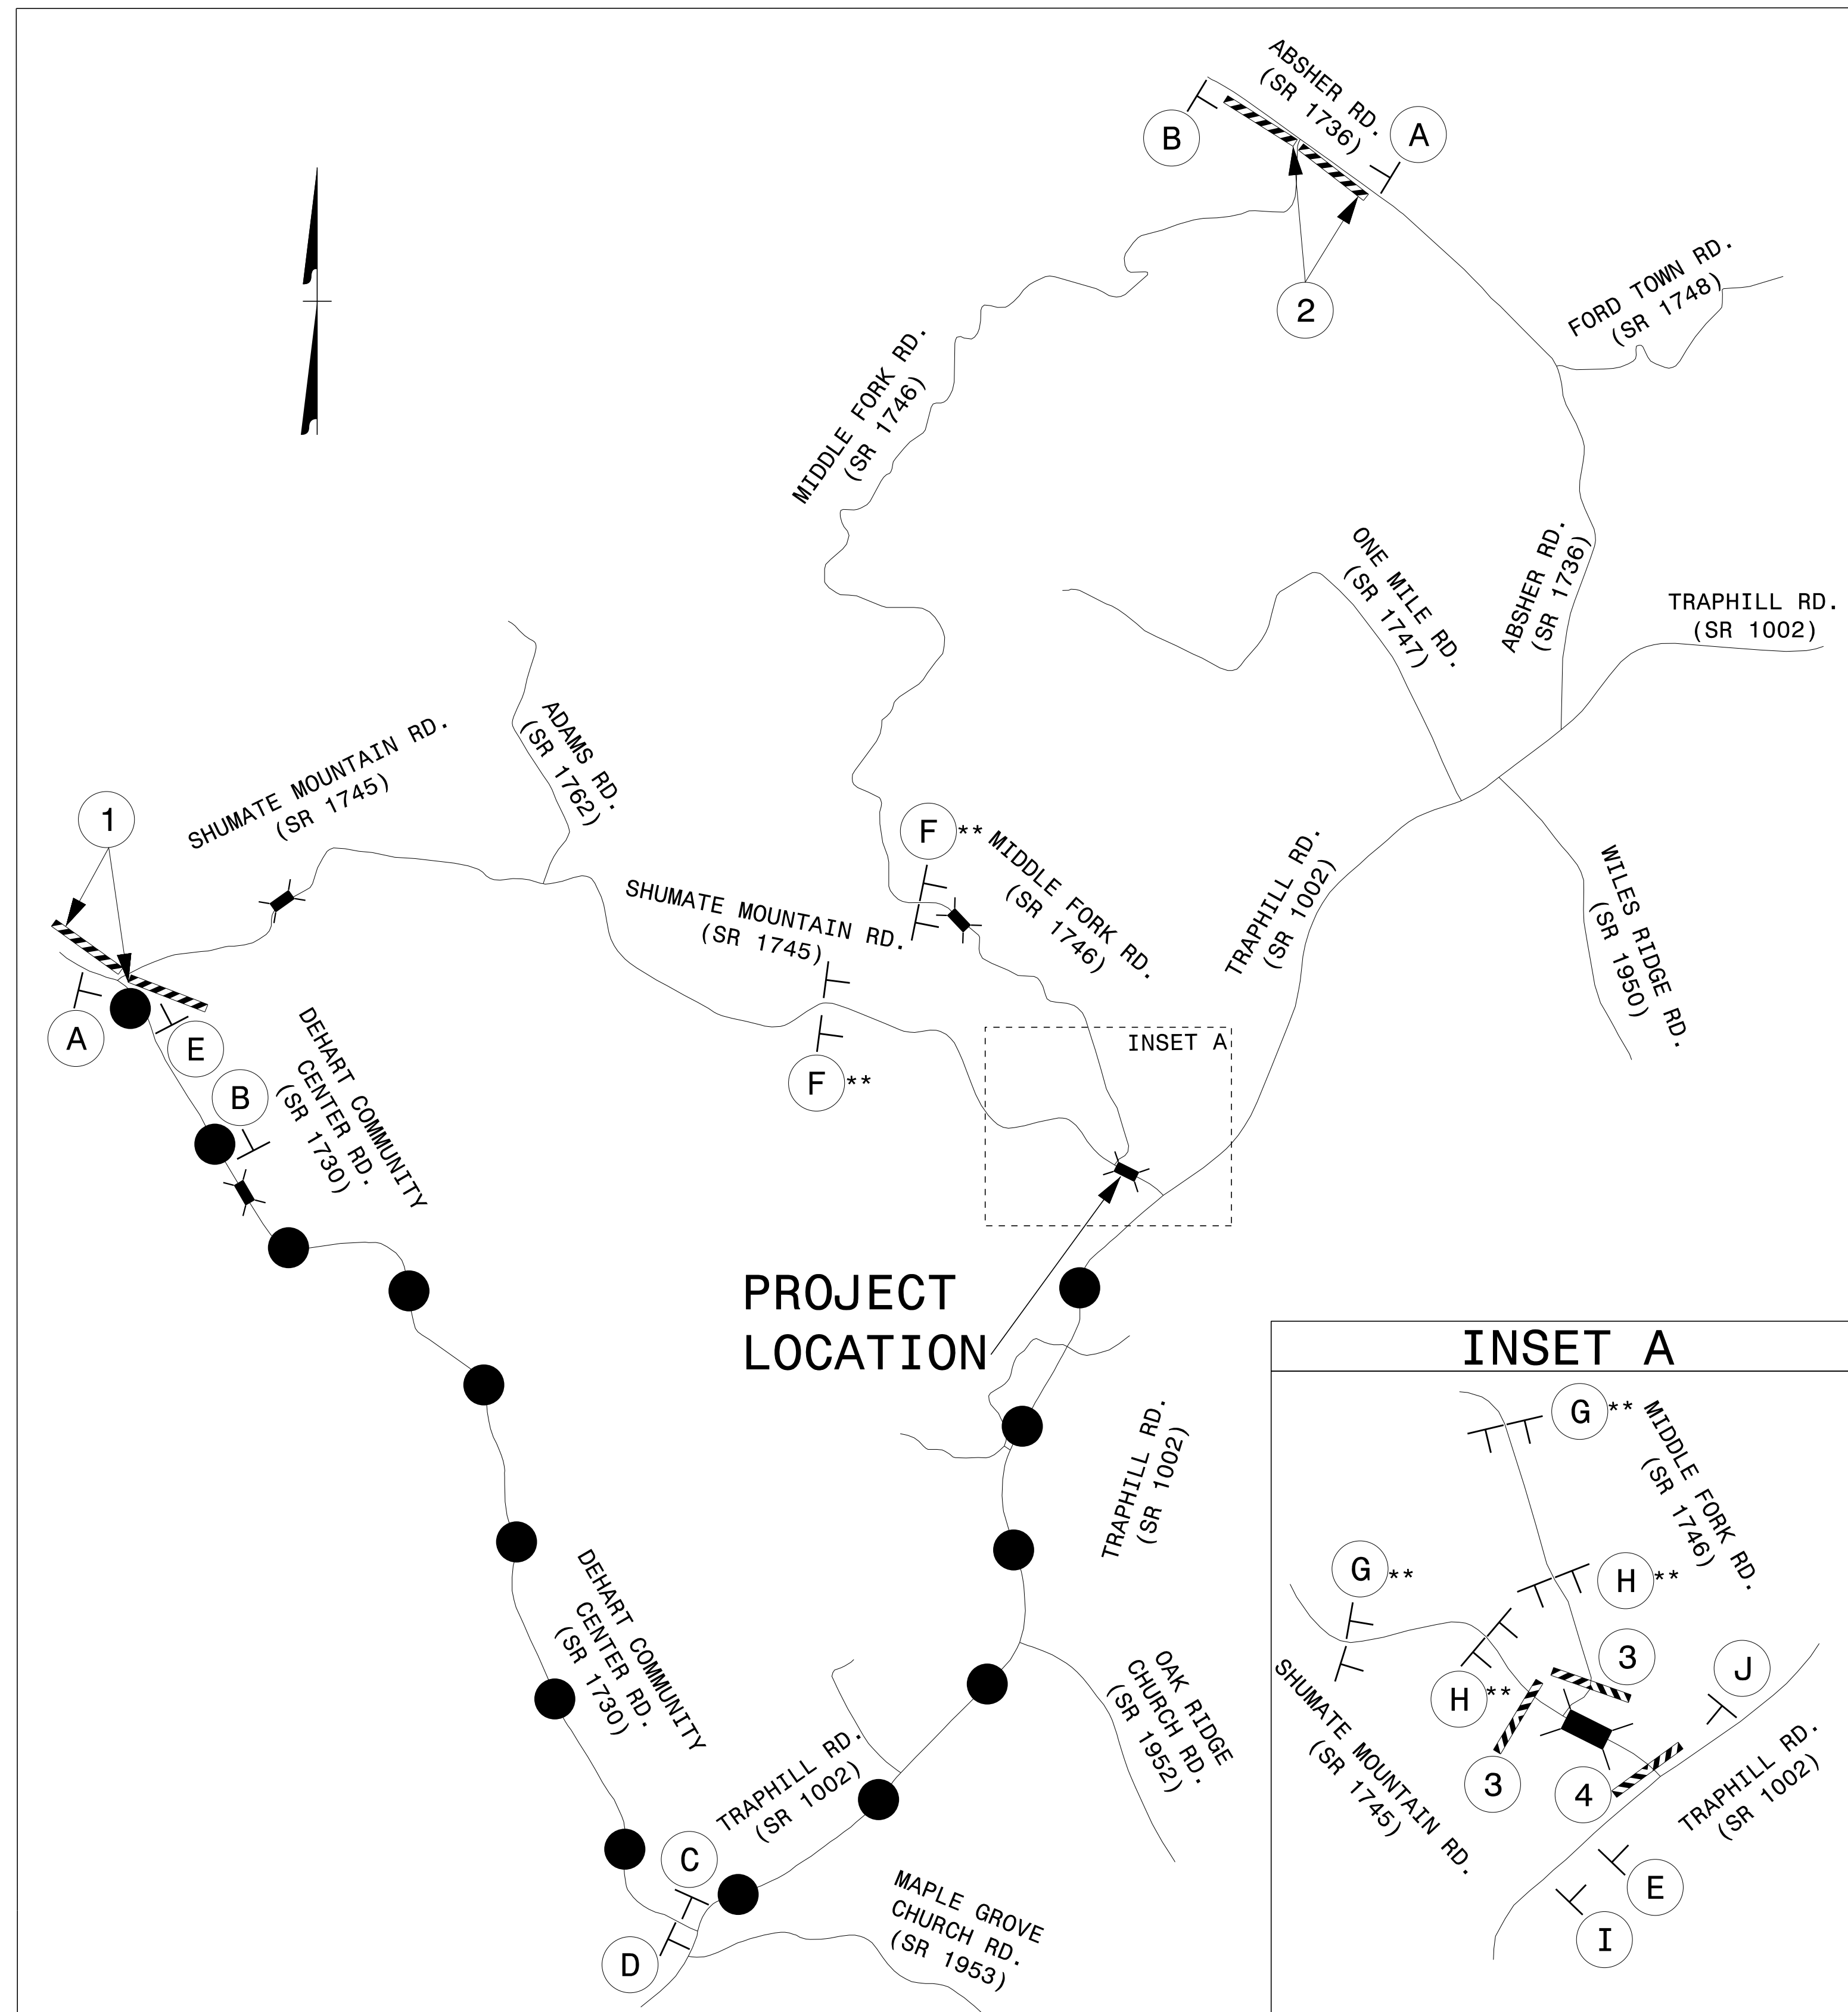 ABSHER RD.
(SR 1736)
B
A
2
FORD TOWN RD.
(SR 1748)
MIDDLE FORK RD.
(SR 1746)
ONE MILE RD.
(SR 1747)
ABSHER RD.
(SR 1736)
TRAPHILL RD.
(SR 1002)
ADAMS RD.
(SR 1762)
SHUMATE MOUNTAIN RD.
(SR 1745)
1
F **
MIDDLE FORK RD.
(SR 1746)
TRAPHILL RD.
(SR 1002)
WILES RIDGE RD.
(SR 1950)
SHUMATE MOUNTAIN RD.
(SR 1745)
A
E
B
DEHART COMMUNITY
CENTER RD.
(SR 1730)
F **
INSET A
PROJECT
LOCATION
TRAPHILL RD.
(SR 1002)
DEHART COMMUNITY
CENTER RD.
(SR 1730)
OAK RIDGE
CHURCH RD.
(SR 1952)
TRAPHILL RD.
(SR 1002)
C
D
MAPLE GROVE
CHURCH RD.
(SR 1953)
INSET A
G **
MIDDLE FORK RD.
(SR 1746)
G **
H **
3
J
H **
SHUMATE MOUNTAIN RD.
(SR 1745)
3
4
TRAPHILL RD.
(SR 1002)
E
I